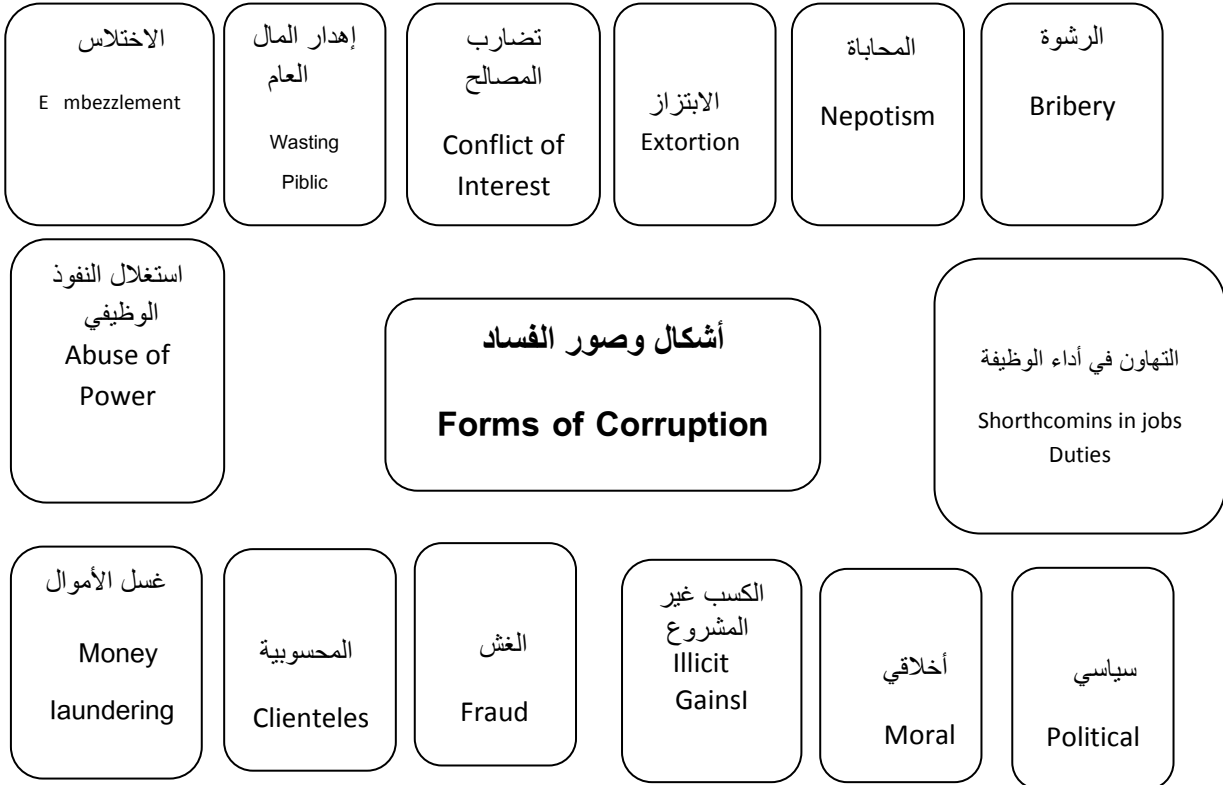 الرشوة
Bribery
المحاباة
Nepotism
الابتزاز
Extortion
تضارب
المصالح
Conflict of
Interest
إهدار المال
العام
Wasting
Piblic
الاختلاس
E mbezzlement
التهاون في أداء الوظيفة
Shorthcomins in jobs
Duties
أشكال وصور الفساد
Forms of Corruption
استغلال النفوذ
الوظيفي
Abuse of
Power
سياسي
Political
أخلاقي
Moral
الكسب غير
المشروع
Illicit
GainsI
الغش
Fraud
المحسوبية
Clienteles
غسل الأموال
Money
laundering